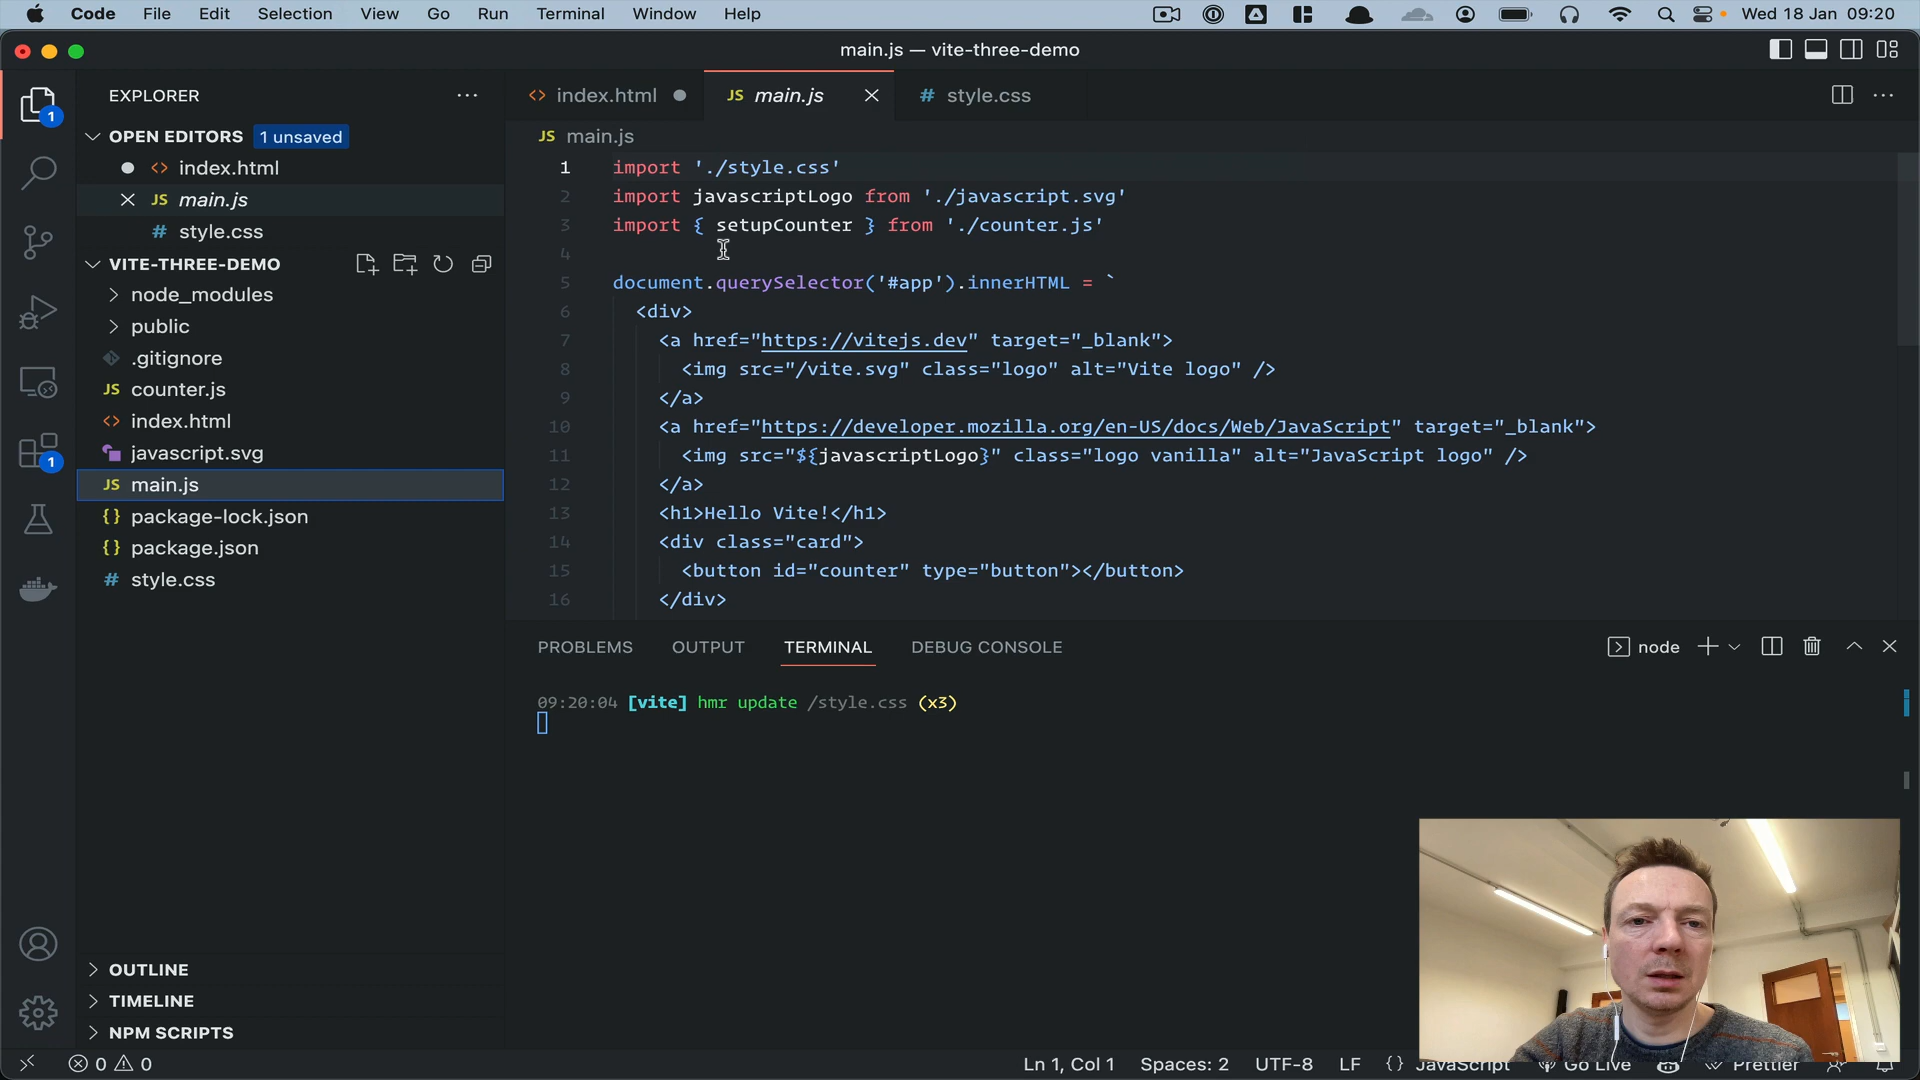 Code File Edit Selection View Go Run Terminal Window Help Wed 18 Jan 09:20
main.js — vite-three-demo
EXPLORER
OPEN EDITORS 1 unsaved
index.html
main.js
style.css
VITE-THREE-DEMO
node_modules
public
.gitignore
JS counter.js
<> index.html
javascript.svg
JS main.js
{} package-lock.json
{} package.json
# style.css
OUTLINE
TIMELINE
NPM SCRIPTS
1
1
<> index.html
JS main.js
# style.css
JS main.js
1 import './style.css'
2 import javascriptLogo from './javascript.svg'
3 import { setupCounter } from './counter.js'
4
5 document.querySelector('#app').innerHTML = `
6 <div>
7 <a href="https://vitejs.dev" target="_blank">
8 <img src="/vite.svg" class="logo" alt="Vite logo" />
9 </a>
10 <a href="https://developer.mozilla.org/en-US/docs/Web/JavaScript" target="_blank">
11 <img src="${javascriptLogo}" class="logo vanilla" alt="JavaScript logo" />
12 </a>
13 <h1>Hello Vite!</h1>
14 <div class="card">
15 <button id="counter" type="button"></button>
16 </div>
PROBLEMS OUTPUT TERMINAL DEBUG CONSOLE node
09:20:04 [vite] hmr update /style.css (x3)
0 0 Ln 1, Col 1 Spaces: 2 UTF-8 LF {} JavaScript Go Live Prettier